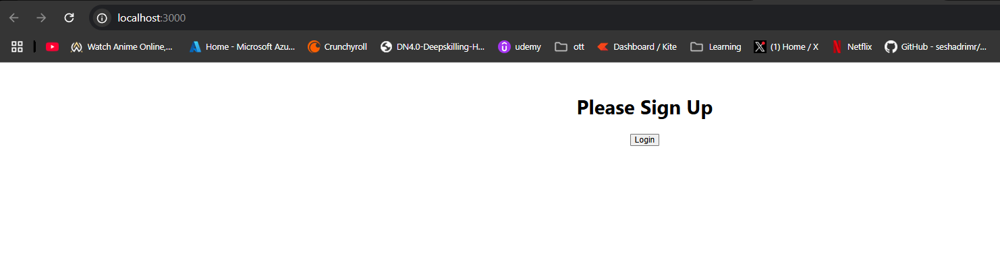 localhost:3000
Watch Anime Online,... Home - Microsoft Azu... Crunchyroll DN4.0-Deepskilling-H... udemy ott Dashboard / Kite Learning (1) Home / X Netflix GitHub - seshadrimr/...
Please Sign Up
Login